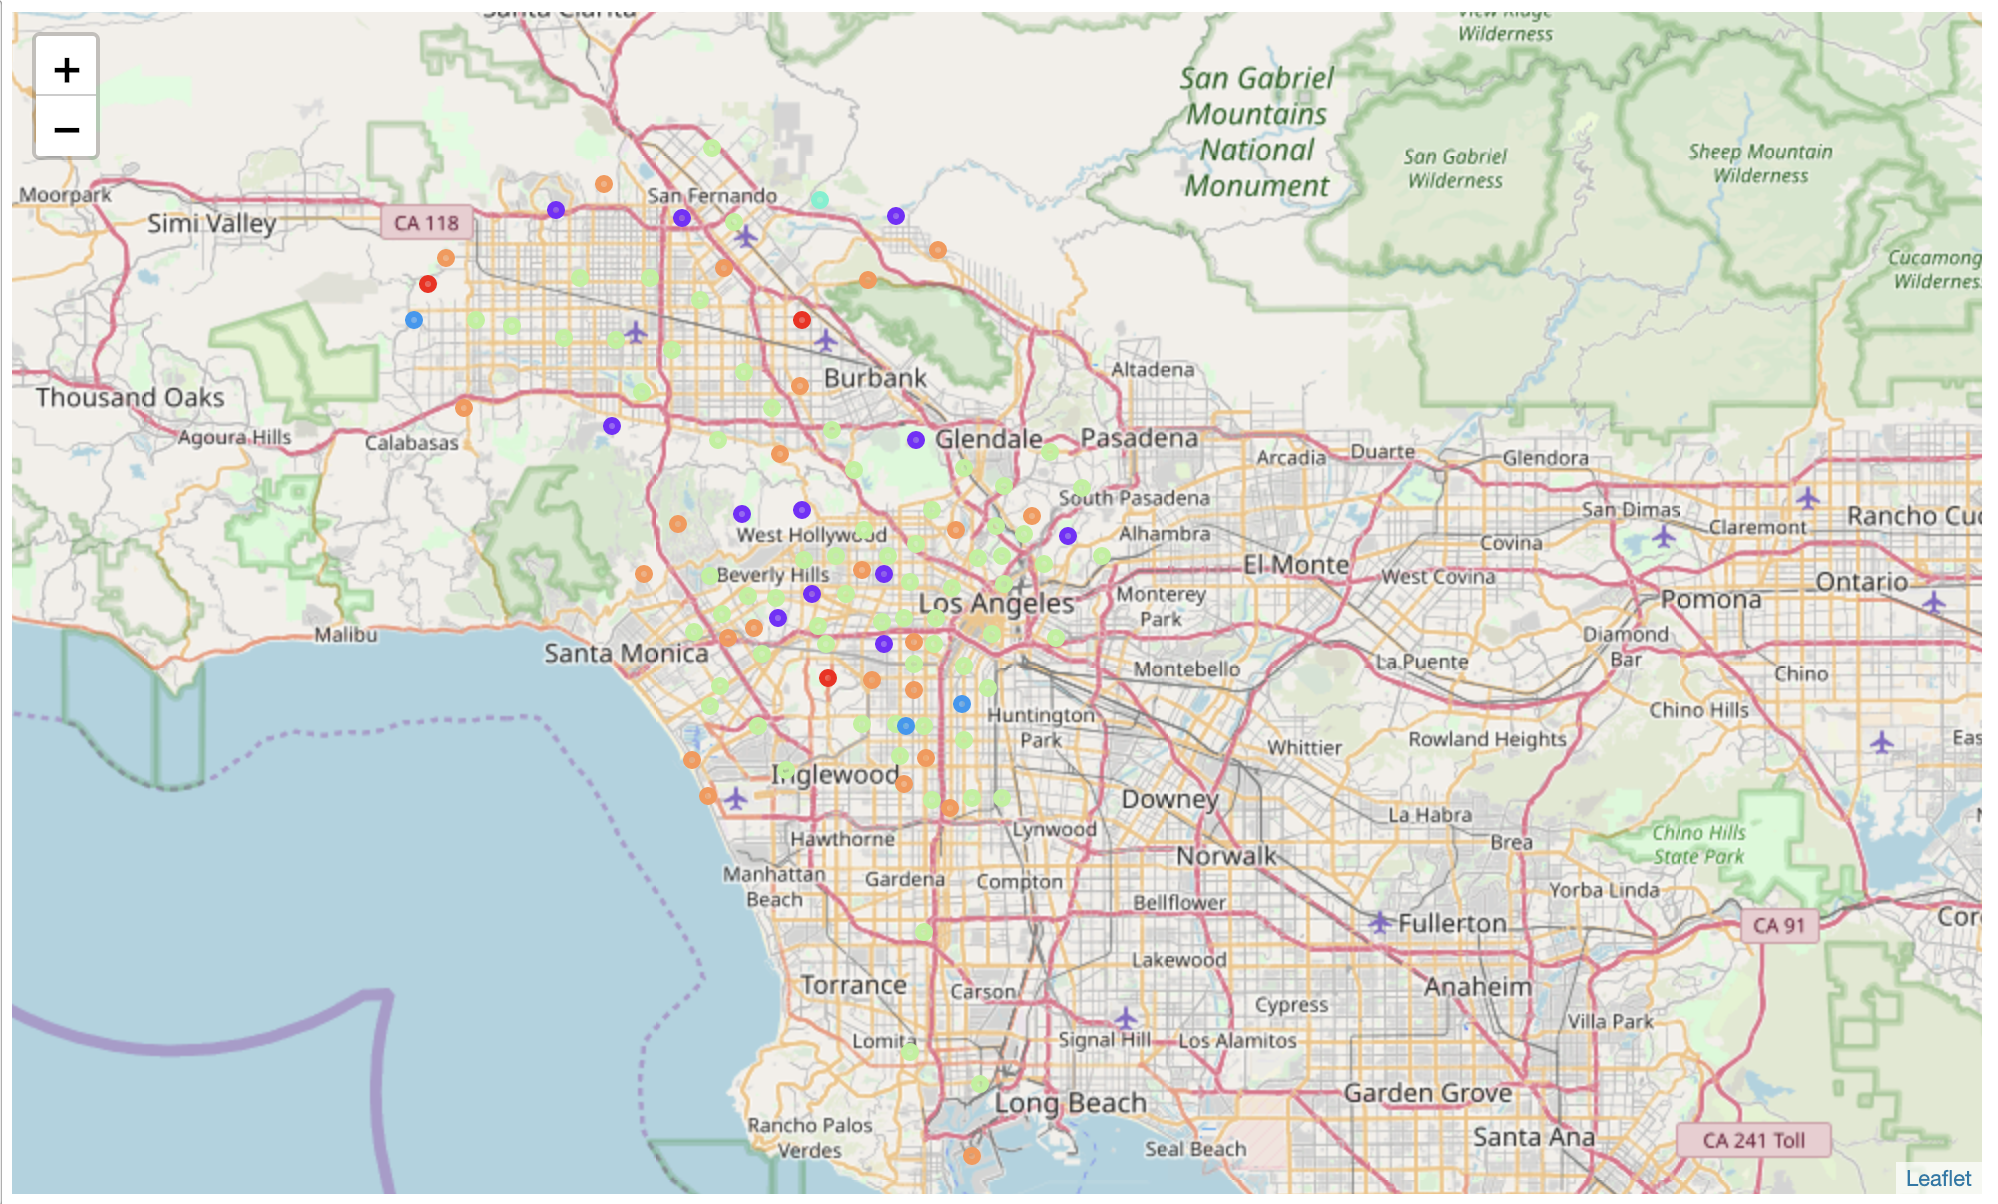 Santa Clarita
View Ridge
Wilderness
+
−
San Gabriel
Mountains
National
Monument
San Gabriel
Wilderness
Sheep Mountain
Wilderness
Moorpark
Simi Valley
CA 118
San Fernando
Cucamong
Wildernes
Thousand Oaks
Agoura Hills
Calabasas
Burbank
Altadena
Glendale
Pasadena
Arcadia
Duarte
Glendora
South Pasadena
San Dimas
Claremont
Rancho Cuc
West Hollywood
Alhambra
Covina
El Monte
West Covina
Beverly Hills
Ontario
Los Angeles
Monterey
Park
Pomona
Malibu
Santa Monica
Diamond
Bar
La Puente
Montebello
Chino
Huntington
Park
Chino Hills
Whittier
Rowland Heights
Eas
Inglewood
Downey
La Habra
Hawthorne
Lynwood
Brea
Chino Hills
State Park
Norwalk
Manhattan
Beach
Gardena
Compton
Yorba Linda
Bellflower
Fullerton
CA 91
Cor
Lakewood
Torrance
Carson
Anaheim
Cypress
Villa Park
Lomita
Signal Hill
Los Alamitos
Garden Grove
Long Beach
Rancho Palos
Verdes
Seal Beach
Santa Ana
CA 241 Toll
Leaflet